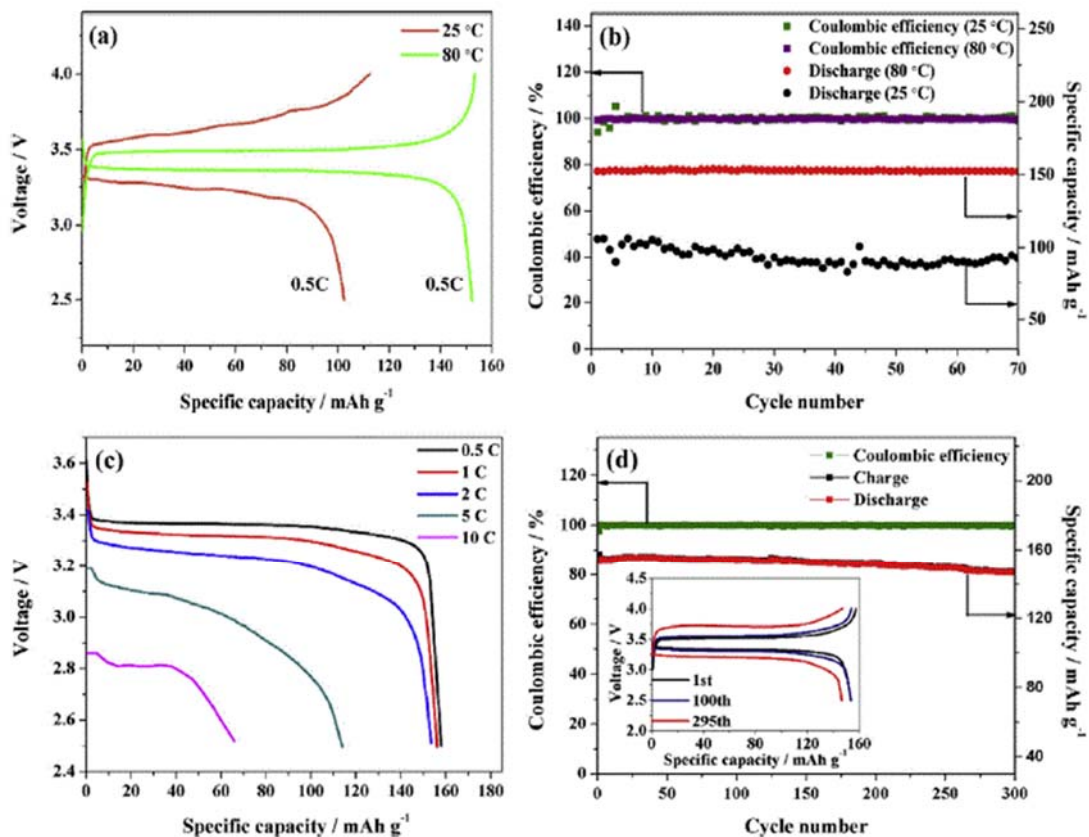 (a)
25 °C
80 °C
4.0
3.5
3.0
2.5
Voltage / V
0.5C
0.5C
0 20 40 60 80 100 120 140 160
Specific capacity / mAh g-1
(b)
Coulombic efficiency (25 °C)
Coulombic efficiency (80 °C)
Discharge (80 °C)
Discharge (25 °C)
140
120
100
80
60
40
20
0
Coulombic efficiency / %
250
200
150
100
50
Specific capacity / mAh g-1
0 10 20 30 40 50 60 70
Cycle number
(c)
0.5 C
1 C
2 C
5 C
10 C
3.6
3.4
3.2
3.0
2.8
2.6
2.4
Voltage / V
0 20 40 60 80 100 120 140 160 180
Specific capacity / mAh g-1
(d)
Coulombic efficiency
Charge
Discharge
120
100
80
60
40
20
0
Coulombic efficiency / %
200
160
120
80
40
Specific capacity / mAh g-1
4.5
4.0
3.5
3.0
2.5
2.0
Voltage / V
1st
100th
295th
0 40 80 120 160
Specific capacity / mAh g-1
0 50 100 150 200 250 300
Cycle number